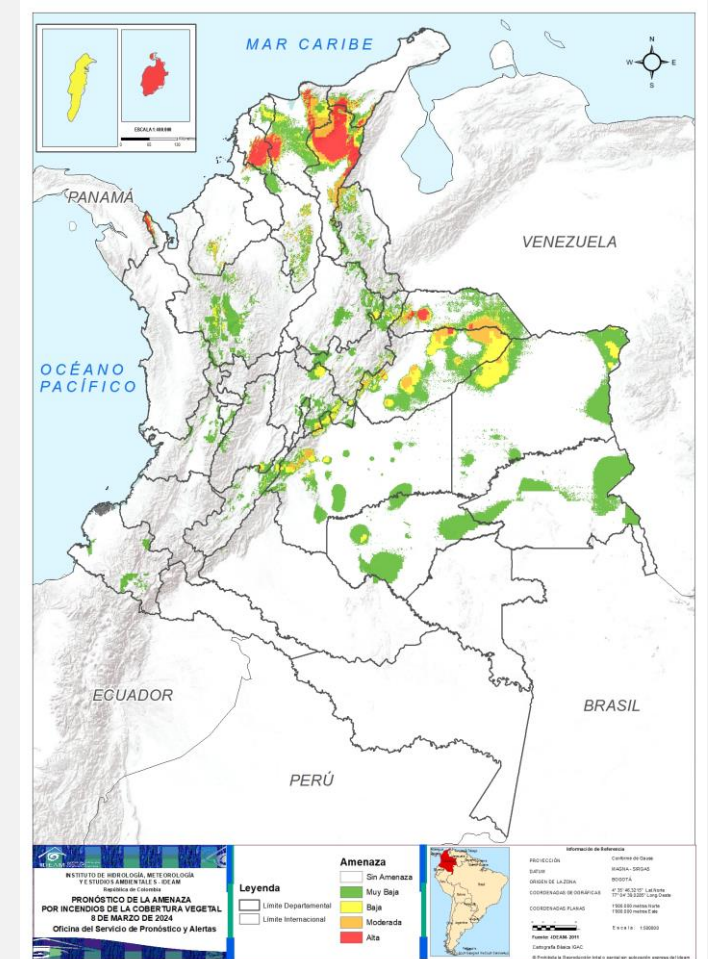 MAR CARIBE
N
W
E
S
PANAMÁ
VENEZUELA
OCÉANO
PACÍFICO
ECUADOR
BRASIL
PERÚ
IDEAM
INSTITUTO DE HIDROLOGÍA, METEOROLOGÍA
Y ESTUDIOS AMBIENTALES - IDEAM
República de Colombia
PRONÓSTICO DE LA AMENAZA
POR INCENDIOS DE LA COBERTURA VEGETAL
8 DE MARZO DE 2024
Oficina del Servicio de Pronóstico y Alertas
Leyenda
Límite Departamental
Límite Internacional
Amenaza
Sin Amenaza
Muy Baja
Baja
Moderada
Alta
Información de Referencia
PROYECCIÓN
Conforme de Gauss
DATUM
MAGNA - SIRGAS
ORIGEN DE LA ZONA
BOGOTÁ
COORDENADAS GEOGRÁFICAS
COORDENADAS PLANAS
Fuente: IDEAM 2011
Cartografía Básica IGAC